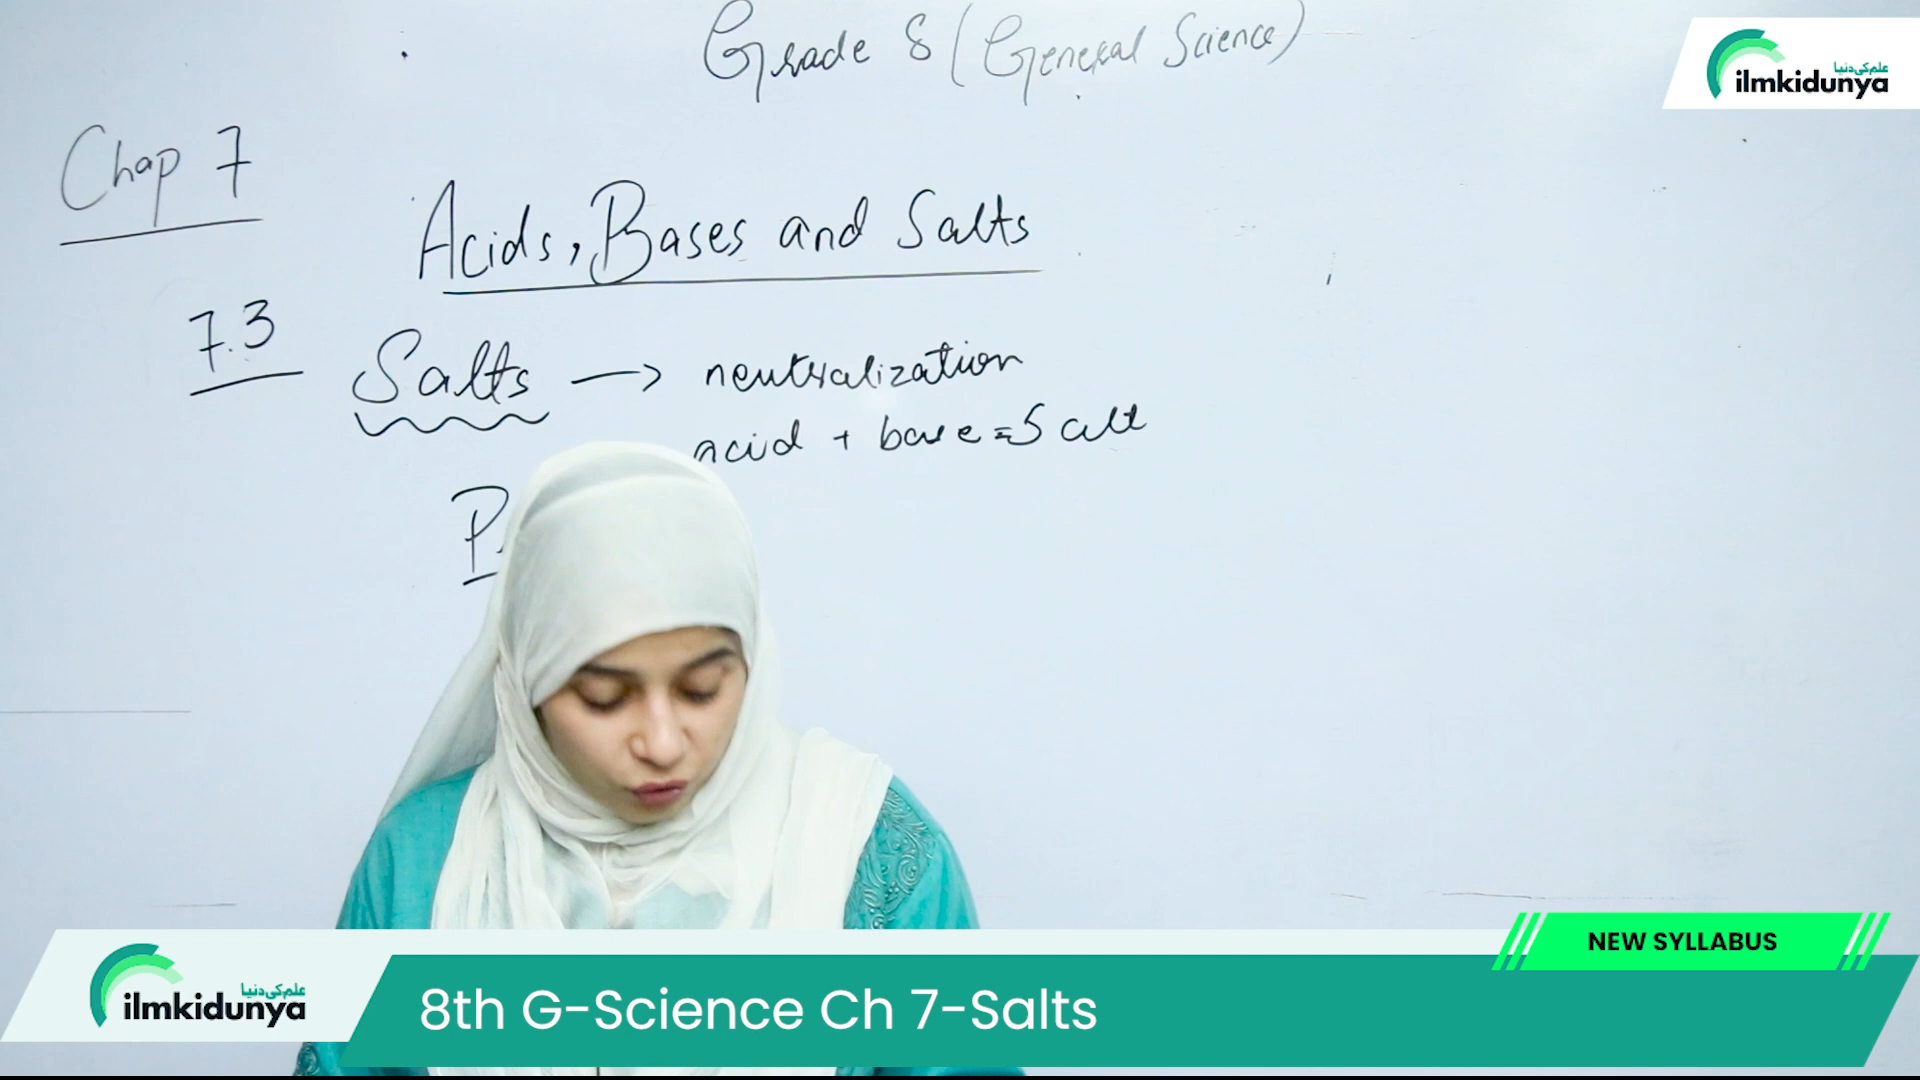 Grade 8 (General Science)
علم کی دنیا
ilmkidunya
Chap 7
Acids, Bases and Salts
7.3
Salts → neutralization
acid + base = Salt
P
NEW SYLLABUS
علم کی دنیا
ilmkidunya
8th G-Science Ch 7-Salts